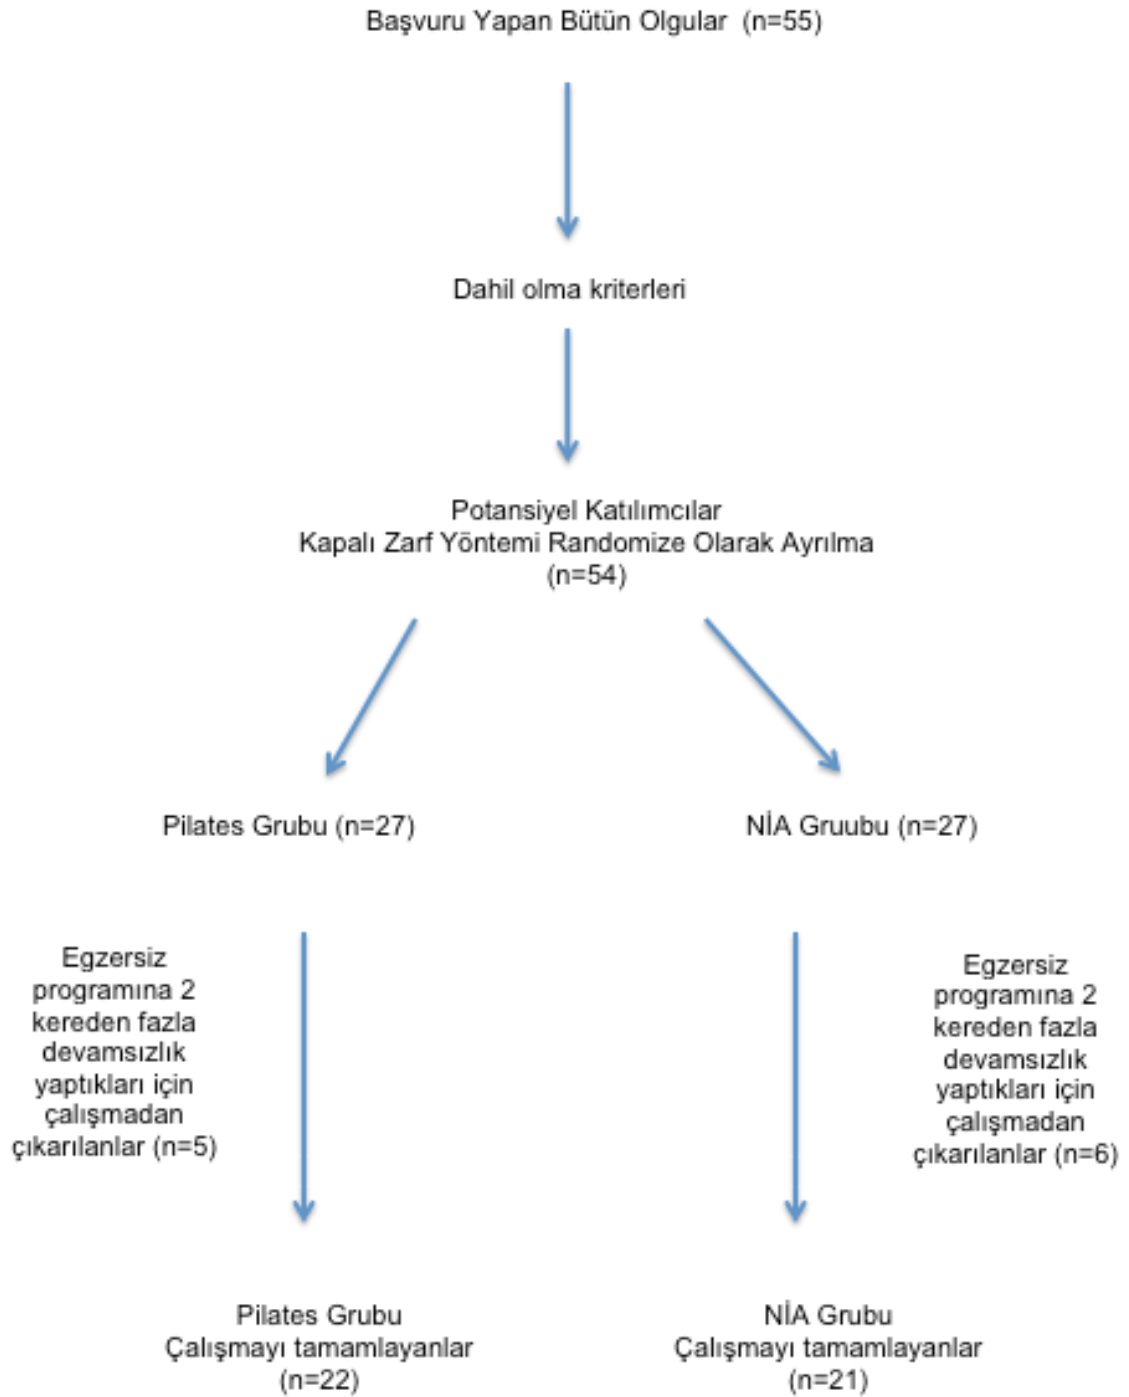 Başvuru Yapan Bütün Olgular (n=55)
Dahil olma kriterleri
Potansiyel Katılımcılar
Kapalı Zarf Yöntemi Randomize Olarak Ayrılma
(n=54)
Pilates Grubu (n=27)
NİA Gruubu (n=27)
Egzersiz
programına 2
kereden fazla
devamsızlık
yaptıkları için
çalışmadan
çıkarılanlar (n=5)
Egzersiz
programına 2
kereden fazla
devamsızlık
yaptıkları için
çalışmadan
çıkarılanlar (n=6)
Pilates Grubu
Çalışmayı tamamlayanlar
(n=22)
NİA Grubu
Çalışmayı tamamlayanlar
(n=21)